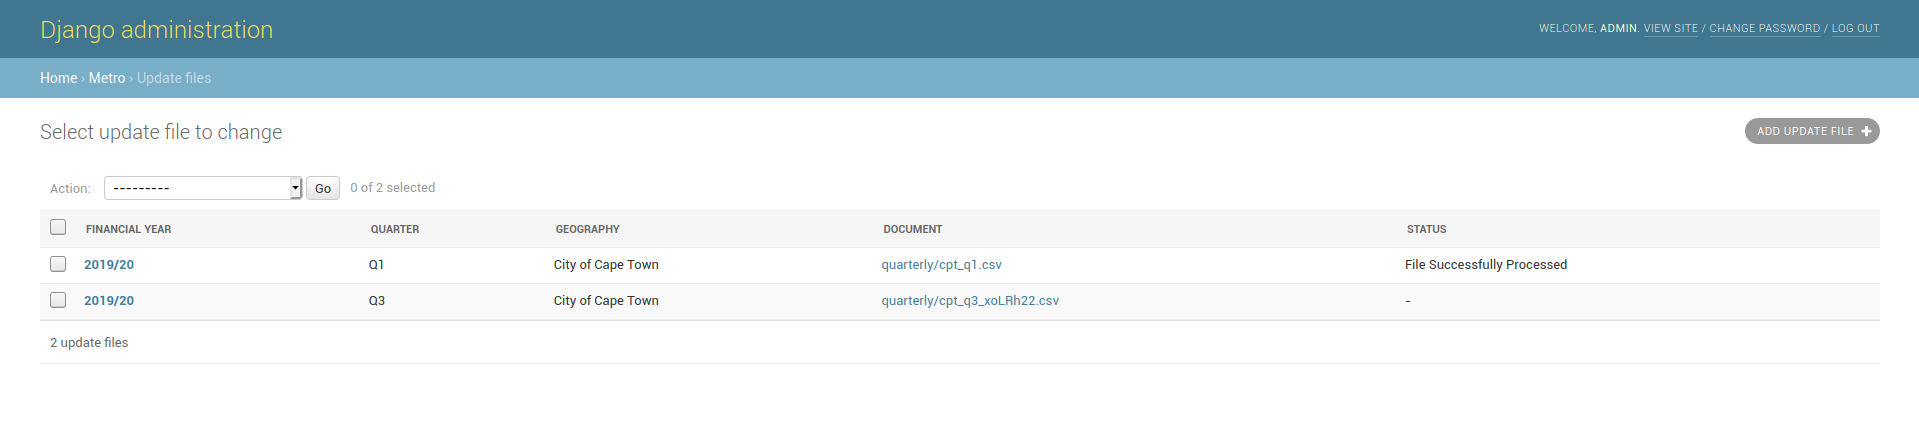 Django administration
WELCOME, ADMIN. VIEW SITE / CHANGE PASSWORD / LOG OUT
Home › Metro › Update files
Select update file to change
ADD UPDATE FILE
Action: --------- Go 0 of 2 selected
FINANCIAL YEAR QUARTER GEOGRAPHY DOCUMENT STATUS
2019/20 Q1 City of Cape Town quarterly/cpt_q1.csv File Successfully Processed
2019/20 Q3 City of Cape Town quarterly/cpt_q3_xoLRh22.csv -
2 update files